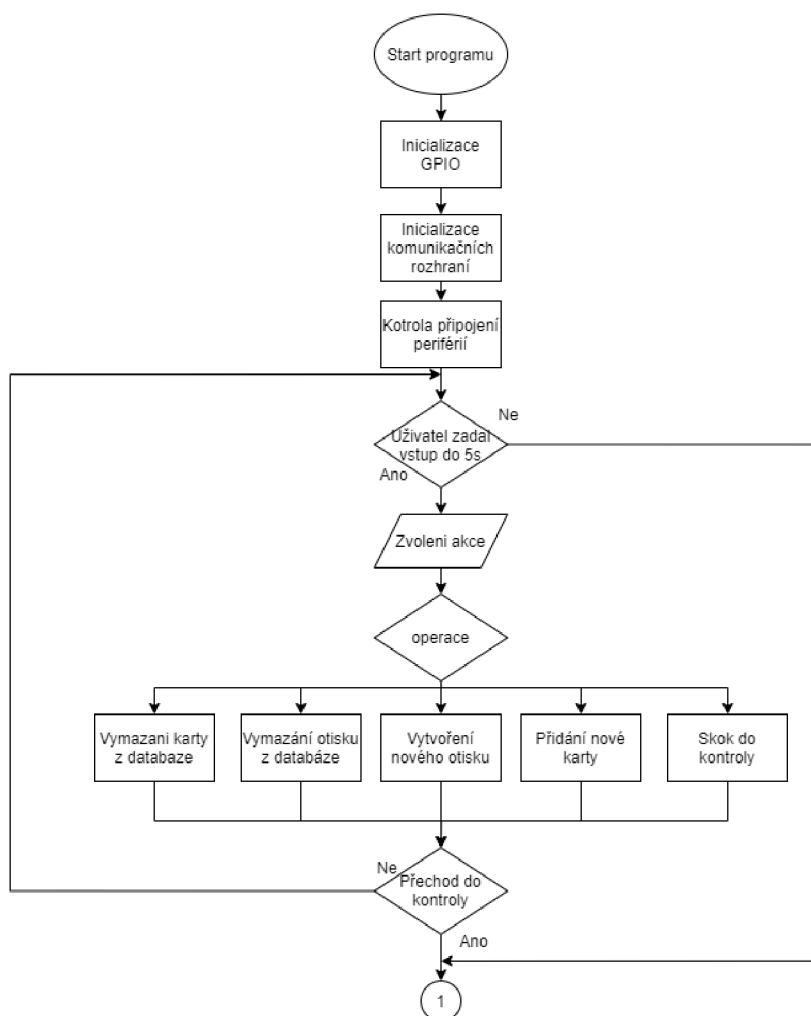 Start programu
Inicializace
GPIO
Inicializace
komunikačních
rozhraní
Kotrola připojení
periférií
Uživatel zadal
vstup do 5s
Ne
Ano
Zvoleni akce
operace
Vymazani karty
z databaze
Vymazání otisku
z databáze
Vytvoření
nového otisku
Přidání nové
karty
Skok do
kontroly
Přechod do
kontroly
Ne
Ano
1